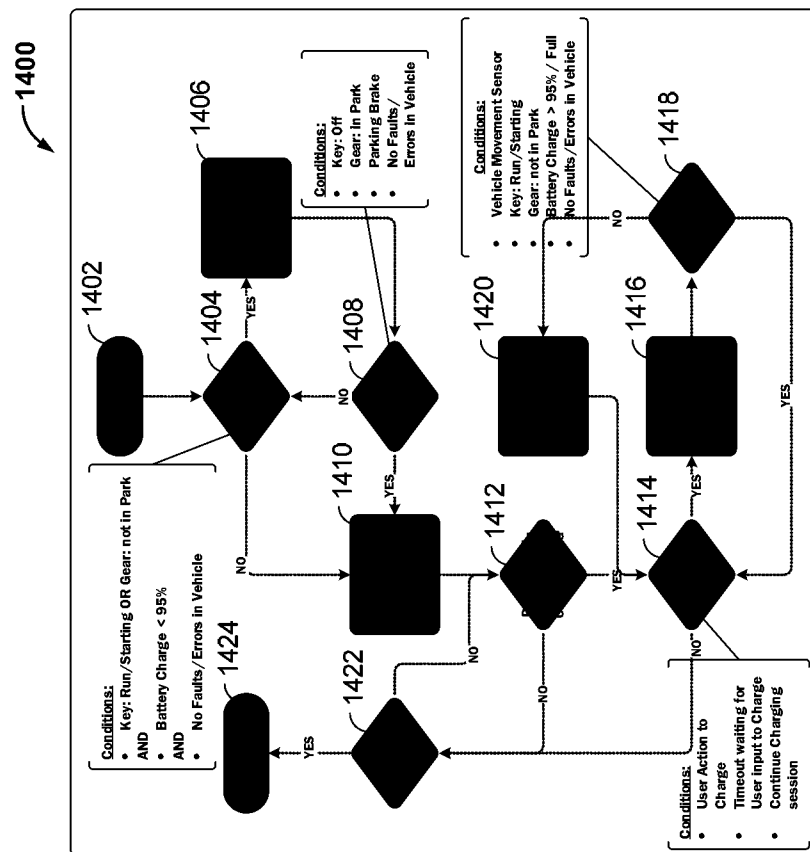 1400
1402
1404
YES
1406
Conditions:
• Key: Run/Starting OR Gear: not in Park
AND
• Battery Charge < 95%
AND
• No Faults/Errors in Vehicle
NO
1408
NO
YES
Conditions:
• Key: Off
• Gear: in Park
• Parking Brake
• No Faults/
Errors in Vehicle
1410
1412
NO
YES
1414
YES
NO
Conditions:
• User Action to
Charge
• Timeout waiting for
User input to Charge
• Continue Charging
session
1416
1418
NO
YES
Conditions:
• Vehicle Movement Sensor
• Key: Run/Starting
Gear: not in Park
• Battery Charge > 95% / Full
• No Faults/Errors in Vehicle
1420
1422
NO
YES
1424